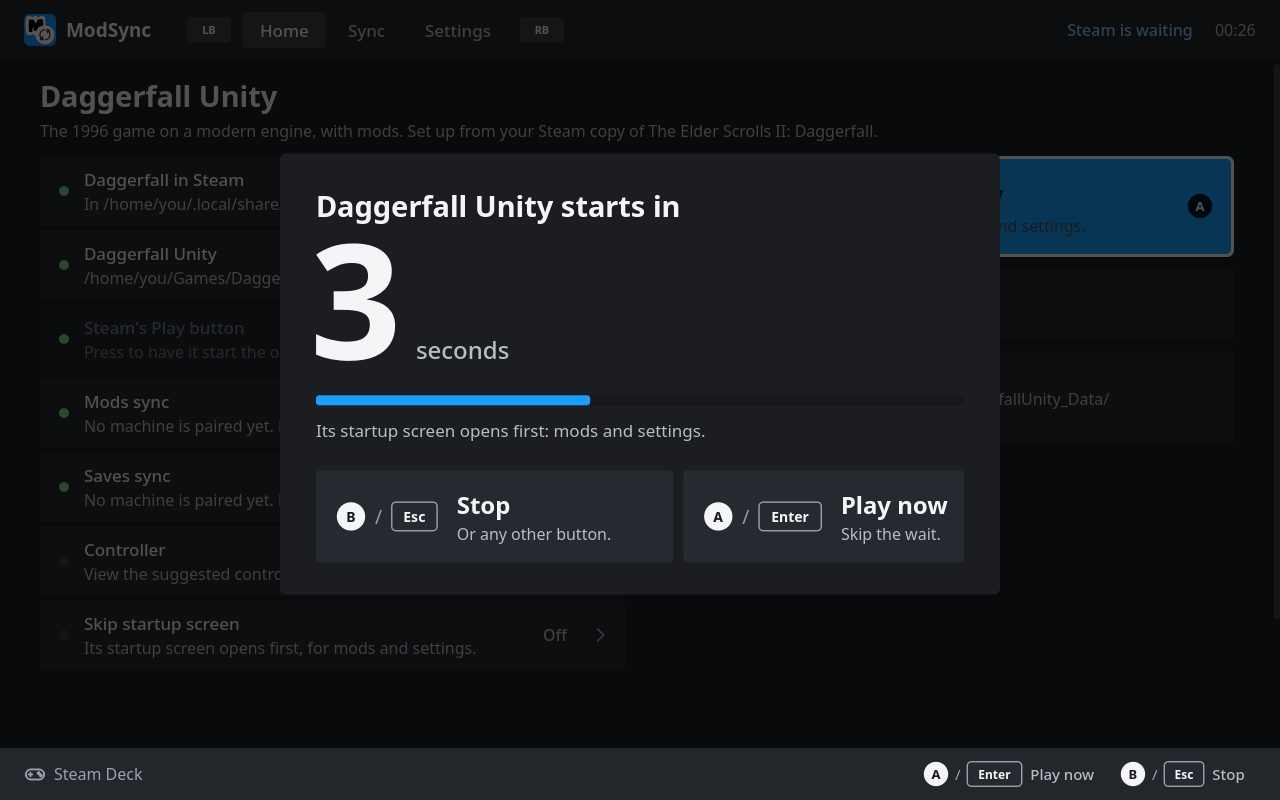 ModSync
LB
Home
Sync
Settings
RB
Steam is waiting
00:26
Daggerfall Unity
The 1996 game on a modern engine, with mods. Set up from your Steam copy of The Elder Scrolls II: Daggerfall.
Daggerfall in Steam
In /home/you/.local/share
Daggerfall Unity
/home/you/Games/Dagge
Steam's Play button
Press to have it start the o
Mods sync
No machine is paired yet.
Saves sync
No machine is paired yet.
Controller
View the suggested contro
Skip startup screen
Its startup screen opens first, for mods and settings.
Off
nd settings.
A
fallUnity_Data/
Daggerfall Unity starts in
3 seconds
Its startup screen opens first: mods and settings.
B / Esc
Stop
Or any other button.
A / Enter
Play now
Skip the wait.
Steam Deck
A / Enter Play now
B / Esc Stop